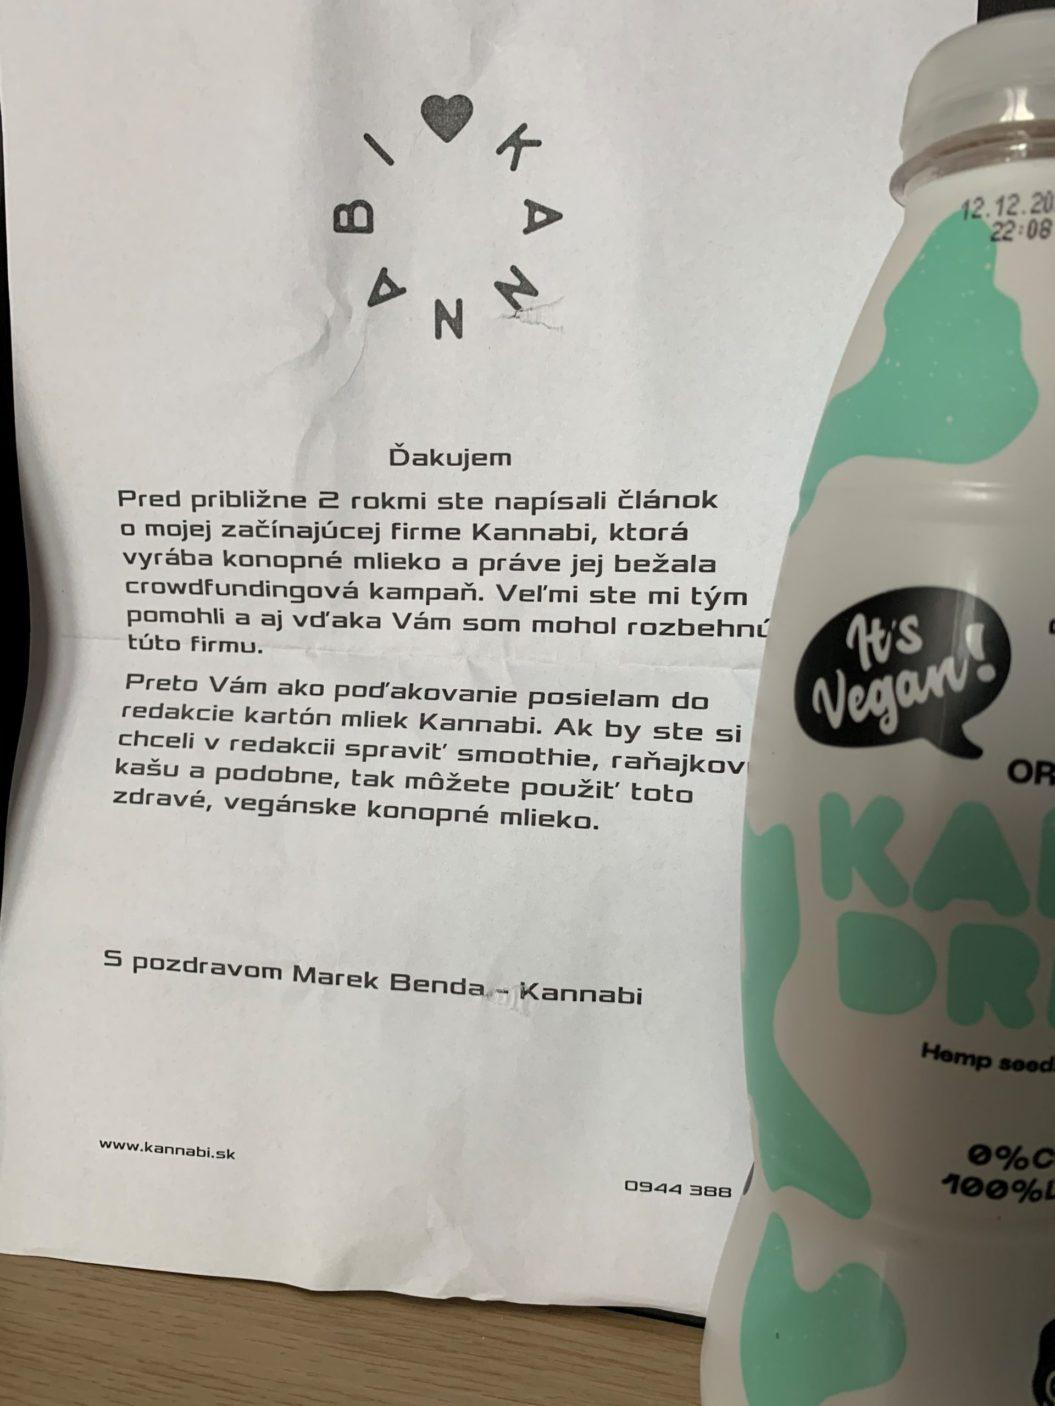 KANNABI
Ďakujem
Pred približne 2 rokmi ste napísali článok
o mojej začínajúcej firme Kannabi, ktorá
vyrába konopné mlieko a práve jej bežala
crowdfundingová kampaň. Veľmi ste mi tým
pomohli a aj vďaka Vám som mohol rozbehnú
túto firmu.
Preto Vám ako poďakovanie posielam do
redakcie kartón mliek Kannabi. Ak by ste si
chceli v redakcii spraviť smoothie, raňajkov
kašu a podobne, tak môžete použiť toto
zdravé, vegánske konopné mlieko.
S pozdravom Marek Benda - Kannabi
www.kannabi.sk
0944 388
12.12.20
22:08
It's
Vegan!
OR
KA
DR
Hemp seed
0%C
100%